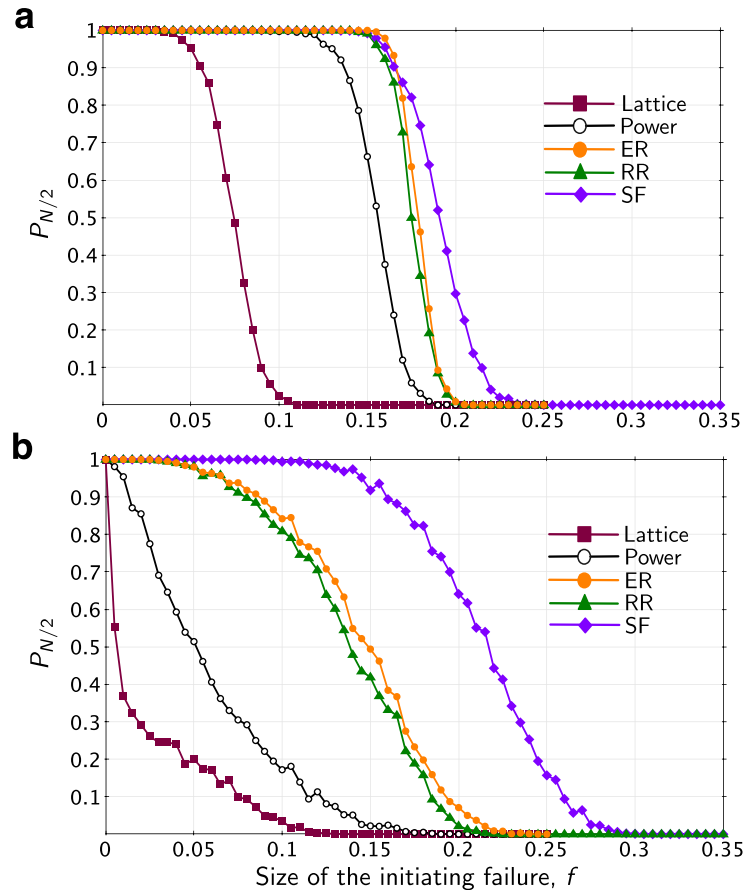 a
1
0.9
0.8
0.7
0.6
0.5
0.4
0.3
0.2
0.1
P_{N/2}
Lattice
Power
ER
RR
SF
0 0.05 0.1 0.15 0.2 0.25 0.3 0.35
b
1
0.9
0.8
0.7
0.6
0.5
0.4
0.3
0.2
0.1
P_{N/2}
Lattice
Power
ER
RR
SF
0 0.05 0.1 0.15 0.2 0.25 0.3 0.35
Size of the initiating failure, f